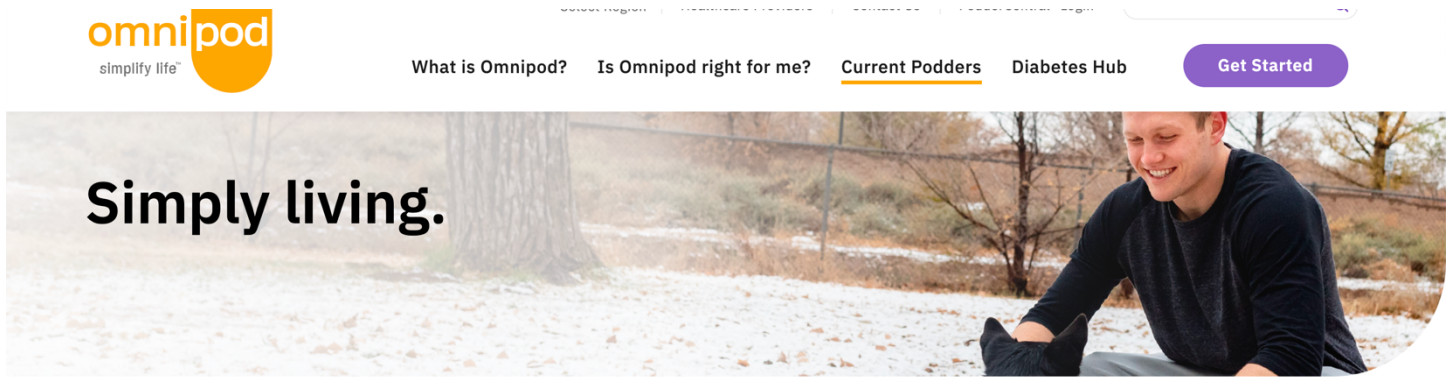 omnipod
simplify life™
What is Omnipod?
Is Omnipod right for me?
Current Podders
Diabetes Hub
Get Started
Simply living.